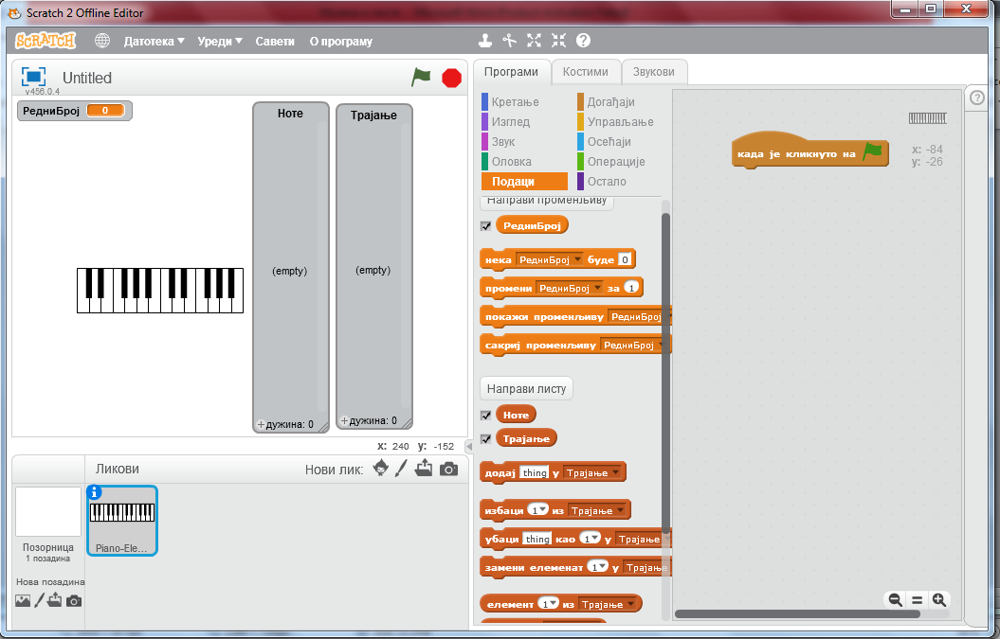 Scratch 2 Offline Editor
SCRATCH Датотека Уреди Савети О програму
Untitled
v456.0.4
РедниБрој 0
Ноте
(empty)
дужина: 0
Трајање
(empty)
дужина: 0
x: 240 y: -152
Ликови
Нови лик:
Позорница
1 позадина
Нова позадина
Piano-Ele...
Програми Костими Звукови
Кретање
Изглед
Звук
Оловка
Подаци
Догађаји
Управљање
Осећаји
Операције
Остало
Направи променљиву
РедниБрој
нека РедниБрој буде 0
промени РедниБрој за 1
покажи променљиву РедниБрој
сакриј променљиву РедниБрој
Направи листу
Ноте
Трајање
додај thing у Трајање
избаци 1 из Трајање
убаци thing као 1 у Трајање
замени елеменат 1 у Трајање
елемент 1 из Трајање
када је кликнуто на
x: -84
y: -26